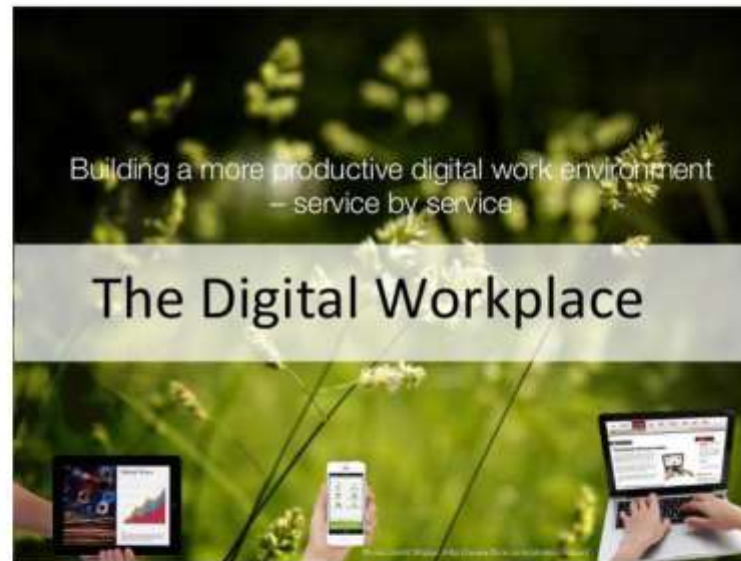 Building a more productive digital work environment
– service by service
The Digital Workplace